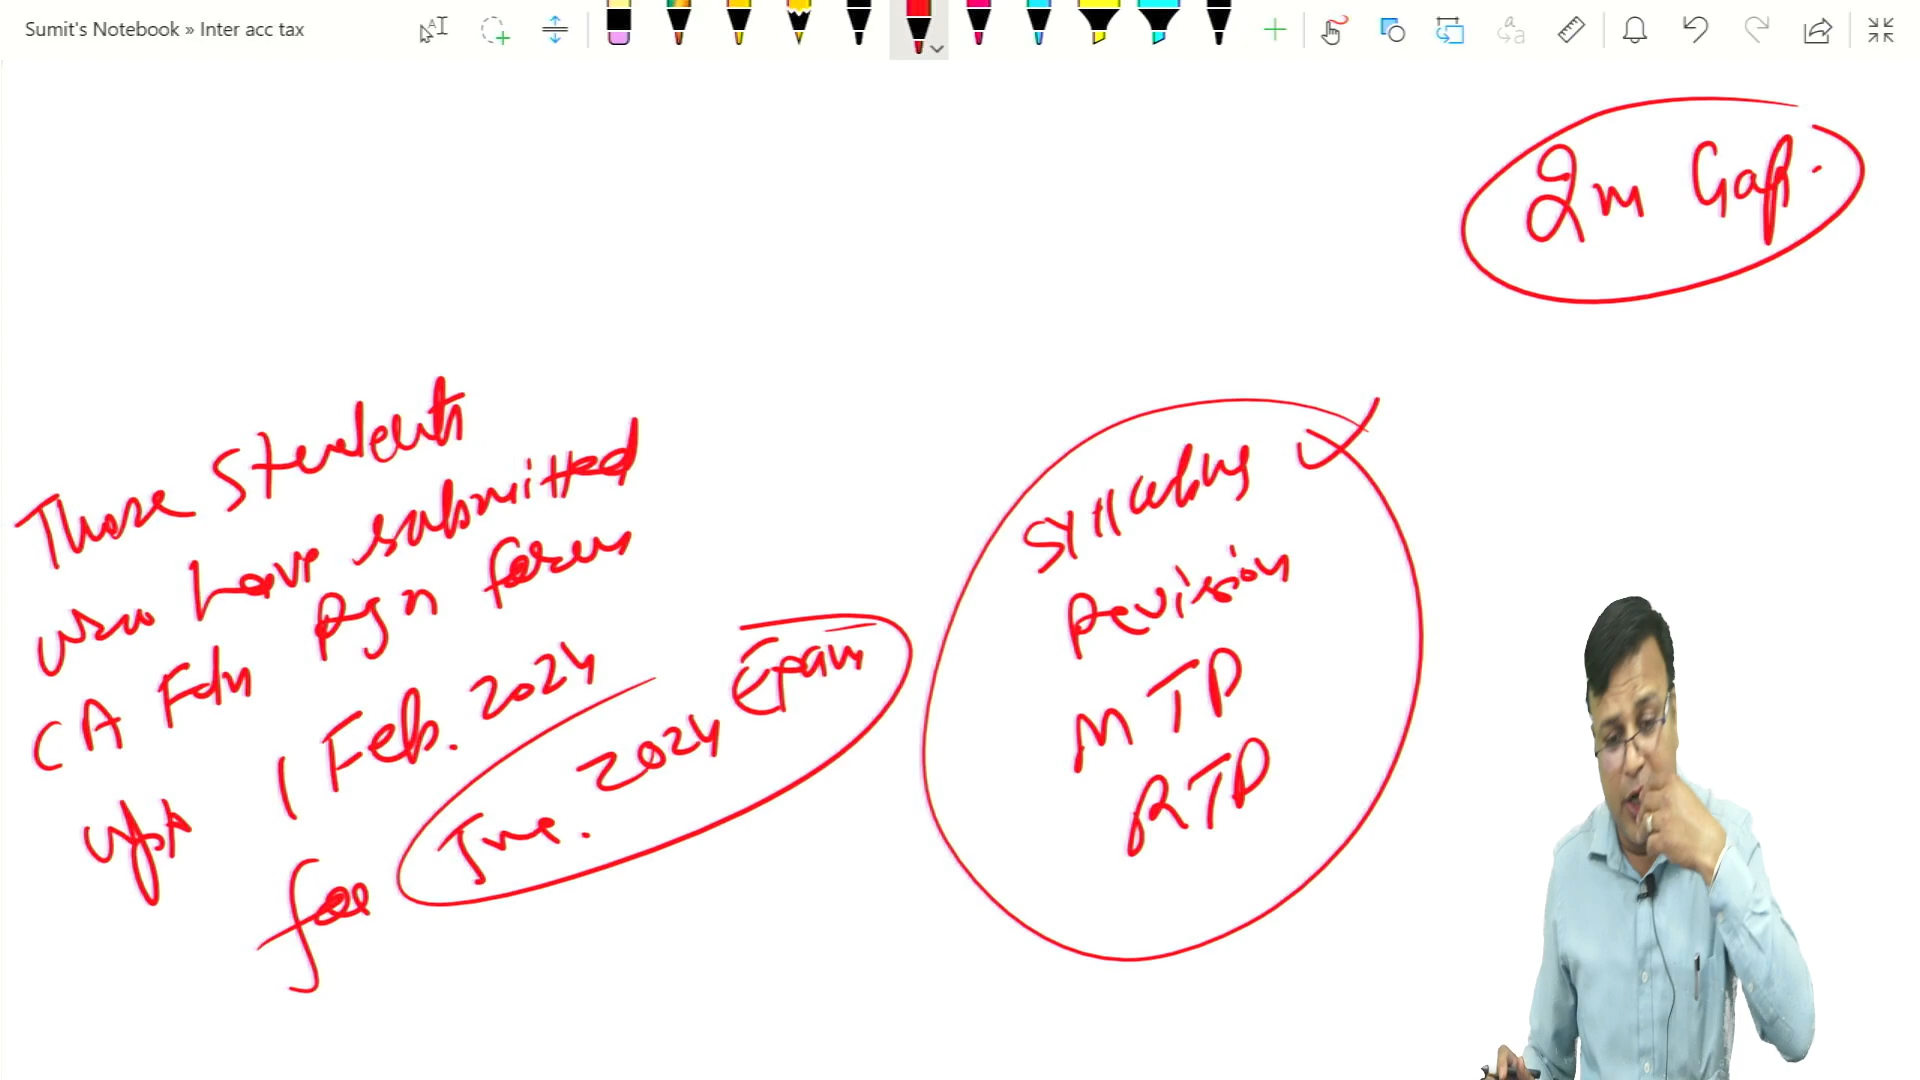 Sumit's Notebook » Inter acc tax
2m Gap.
Those Students
who have submitted
CA Fdn Rgn form
upto 1 Feb. 2024
for June. 2024 Exam
Syllabus
Revision
MTP
RTP